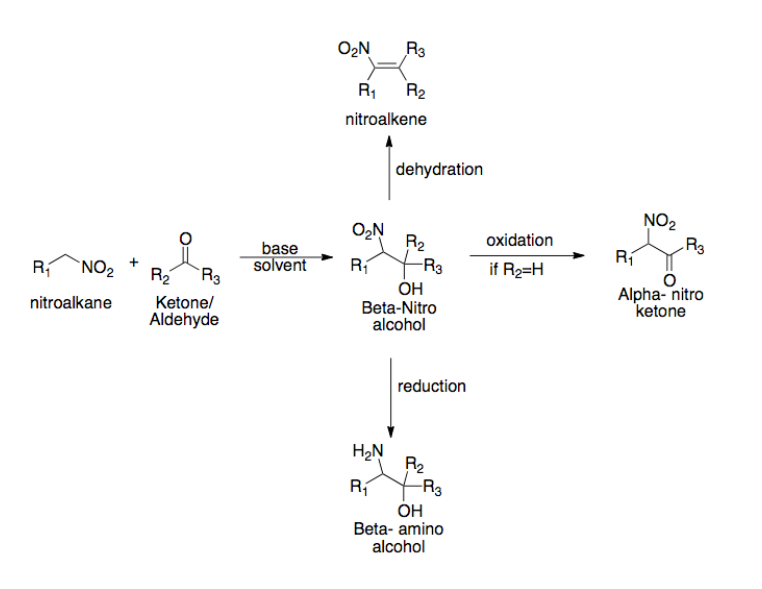 O₂N R₃
R₁ R₂
nitroalkene
dehydration
R₁ NO₂ + O R₂ R₃
nitroalkane
Ketone/
Aldehyde
base
solvent
O₂N R₂
R₁ R₃
OH
Beta-Nitro
alcohol
oxidation
if R₂=H
NO₂
R₁ R₃
O
Alpha- nitro
ketone
reduction
H₂N R₂
R₁ R₃
OH
Beta- amino
alcohol